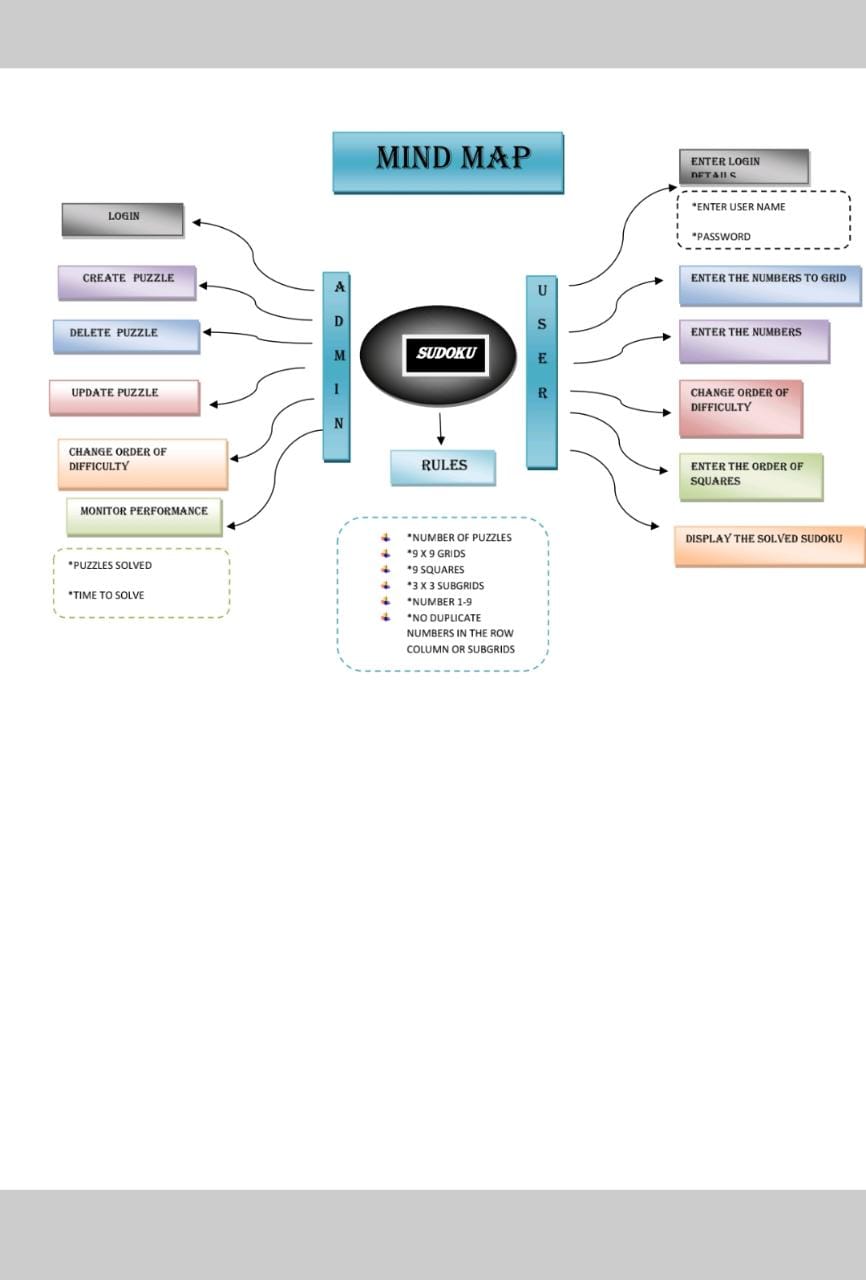 MIND MAP
LOGIN
CREATE PUZZLE
DELETE PUZZLE
UPDATE PUZZLE
CHANGE ORDER OF
DIFFICULTY
MONITOR PERFORMANCE
*PUZZLES SOLVED
*TIME TO SOLVE
A
D
M
I
N
SUDOKU
RULES
*NUMBER OF PUZZLES
*9 X 9 GRIDS
*9 SQUARES
*3 X 3 SUBGRIDS
*NUMBER 1-9
*NO DUPLICATE
NUMBERS IN THE ROW
COLUMN OR SUBGRIDS
U
S
E
R
ENTER LOGIN
DETAILS
*ENTER USER NAME
*PASSWORD
ENTER THE NUMBERS TO GRID
ENTER THE NUMBERS
CHANGE ORDER OF
DIFFICULTY
ENTER THE ORDER OF
SQUARES
DISPLAY THE SOLVED SUDOKU